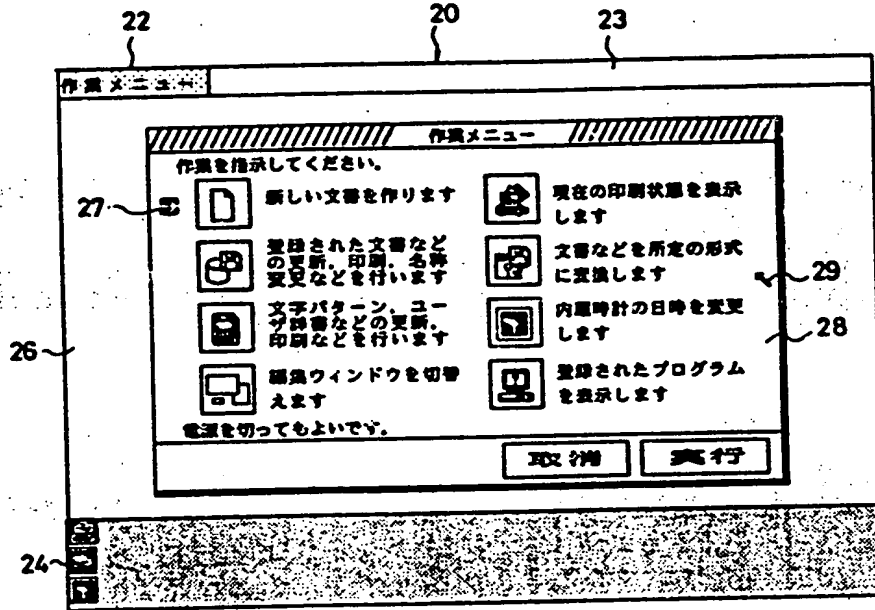 22
20
23
作業メニュー
作業メニュー
作業を指示してください。
27
新しい文書を作ります
登録された文書など
の更新，印刷，名称
変更などを行います
文字パターン，ユー
ザ辞書などの更新，
印刷などを行います
編集ウィンドウを切替
えます
現在の印刷状態を表示
します
文書などを所定の形式
に変換します
29
内蔵時計の日時を変更
します
28
登録されたプログラム
を表示します
26
電源を切ってもよいです。
取消
実行
24